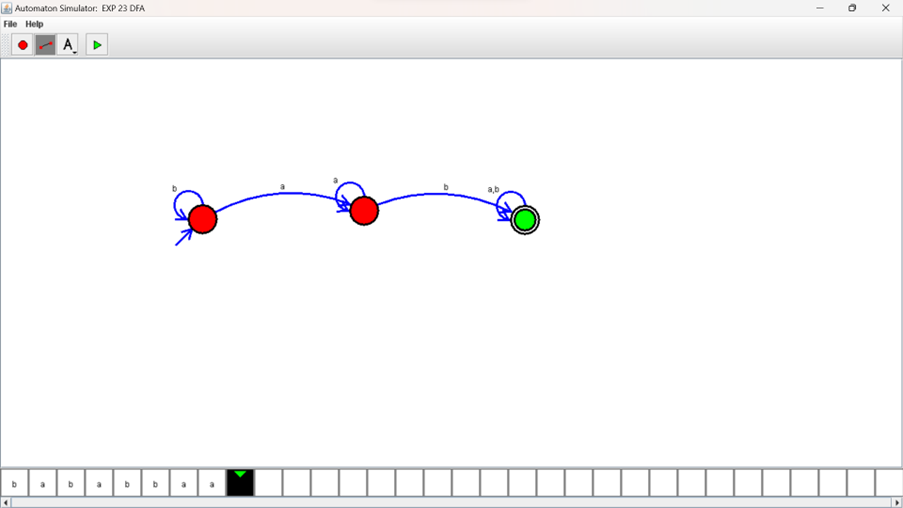 Automaton Simulator: EXP 23 DFA
File Help
A
b a a b a,b
b a b a b b a a